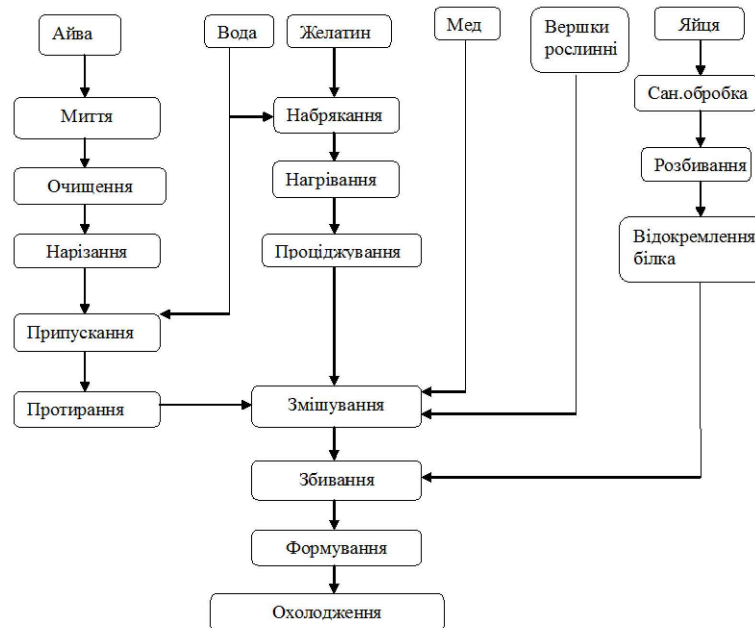 Айва
Вода
Желатин
Мед
Вершки
рослинні
Яйця
Миття
Набрякання
Сан.обробка
Очищення
Нагрівання
Розбивання
Нарізання
Проціджування
Відокремлення
білка
Припускання
Протирання
Змішування
Збивання
Формування
Охолодження